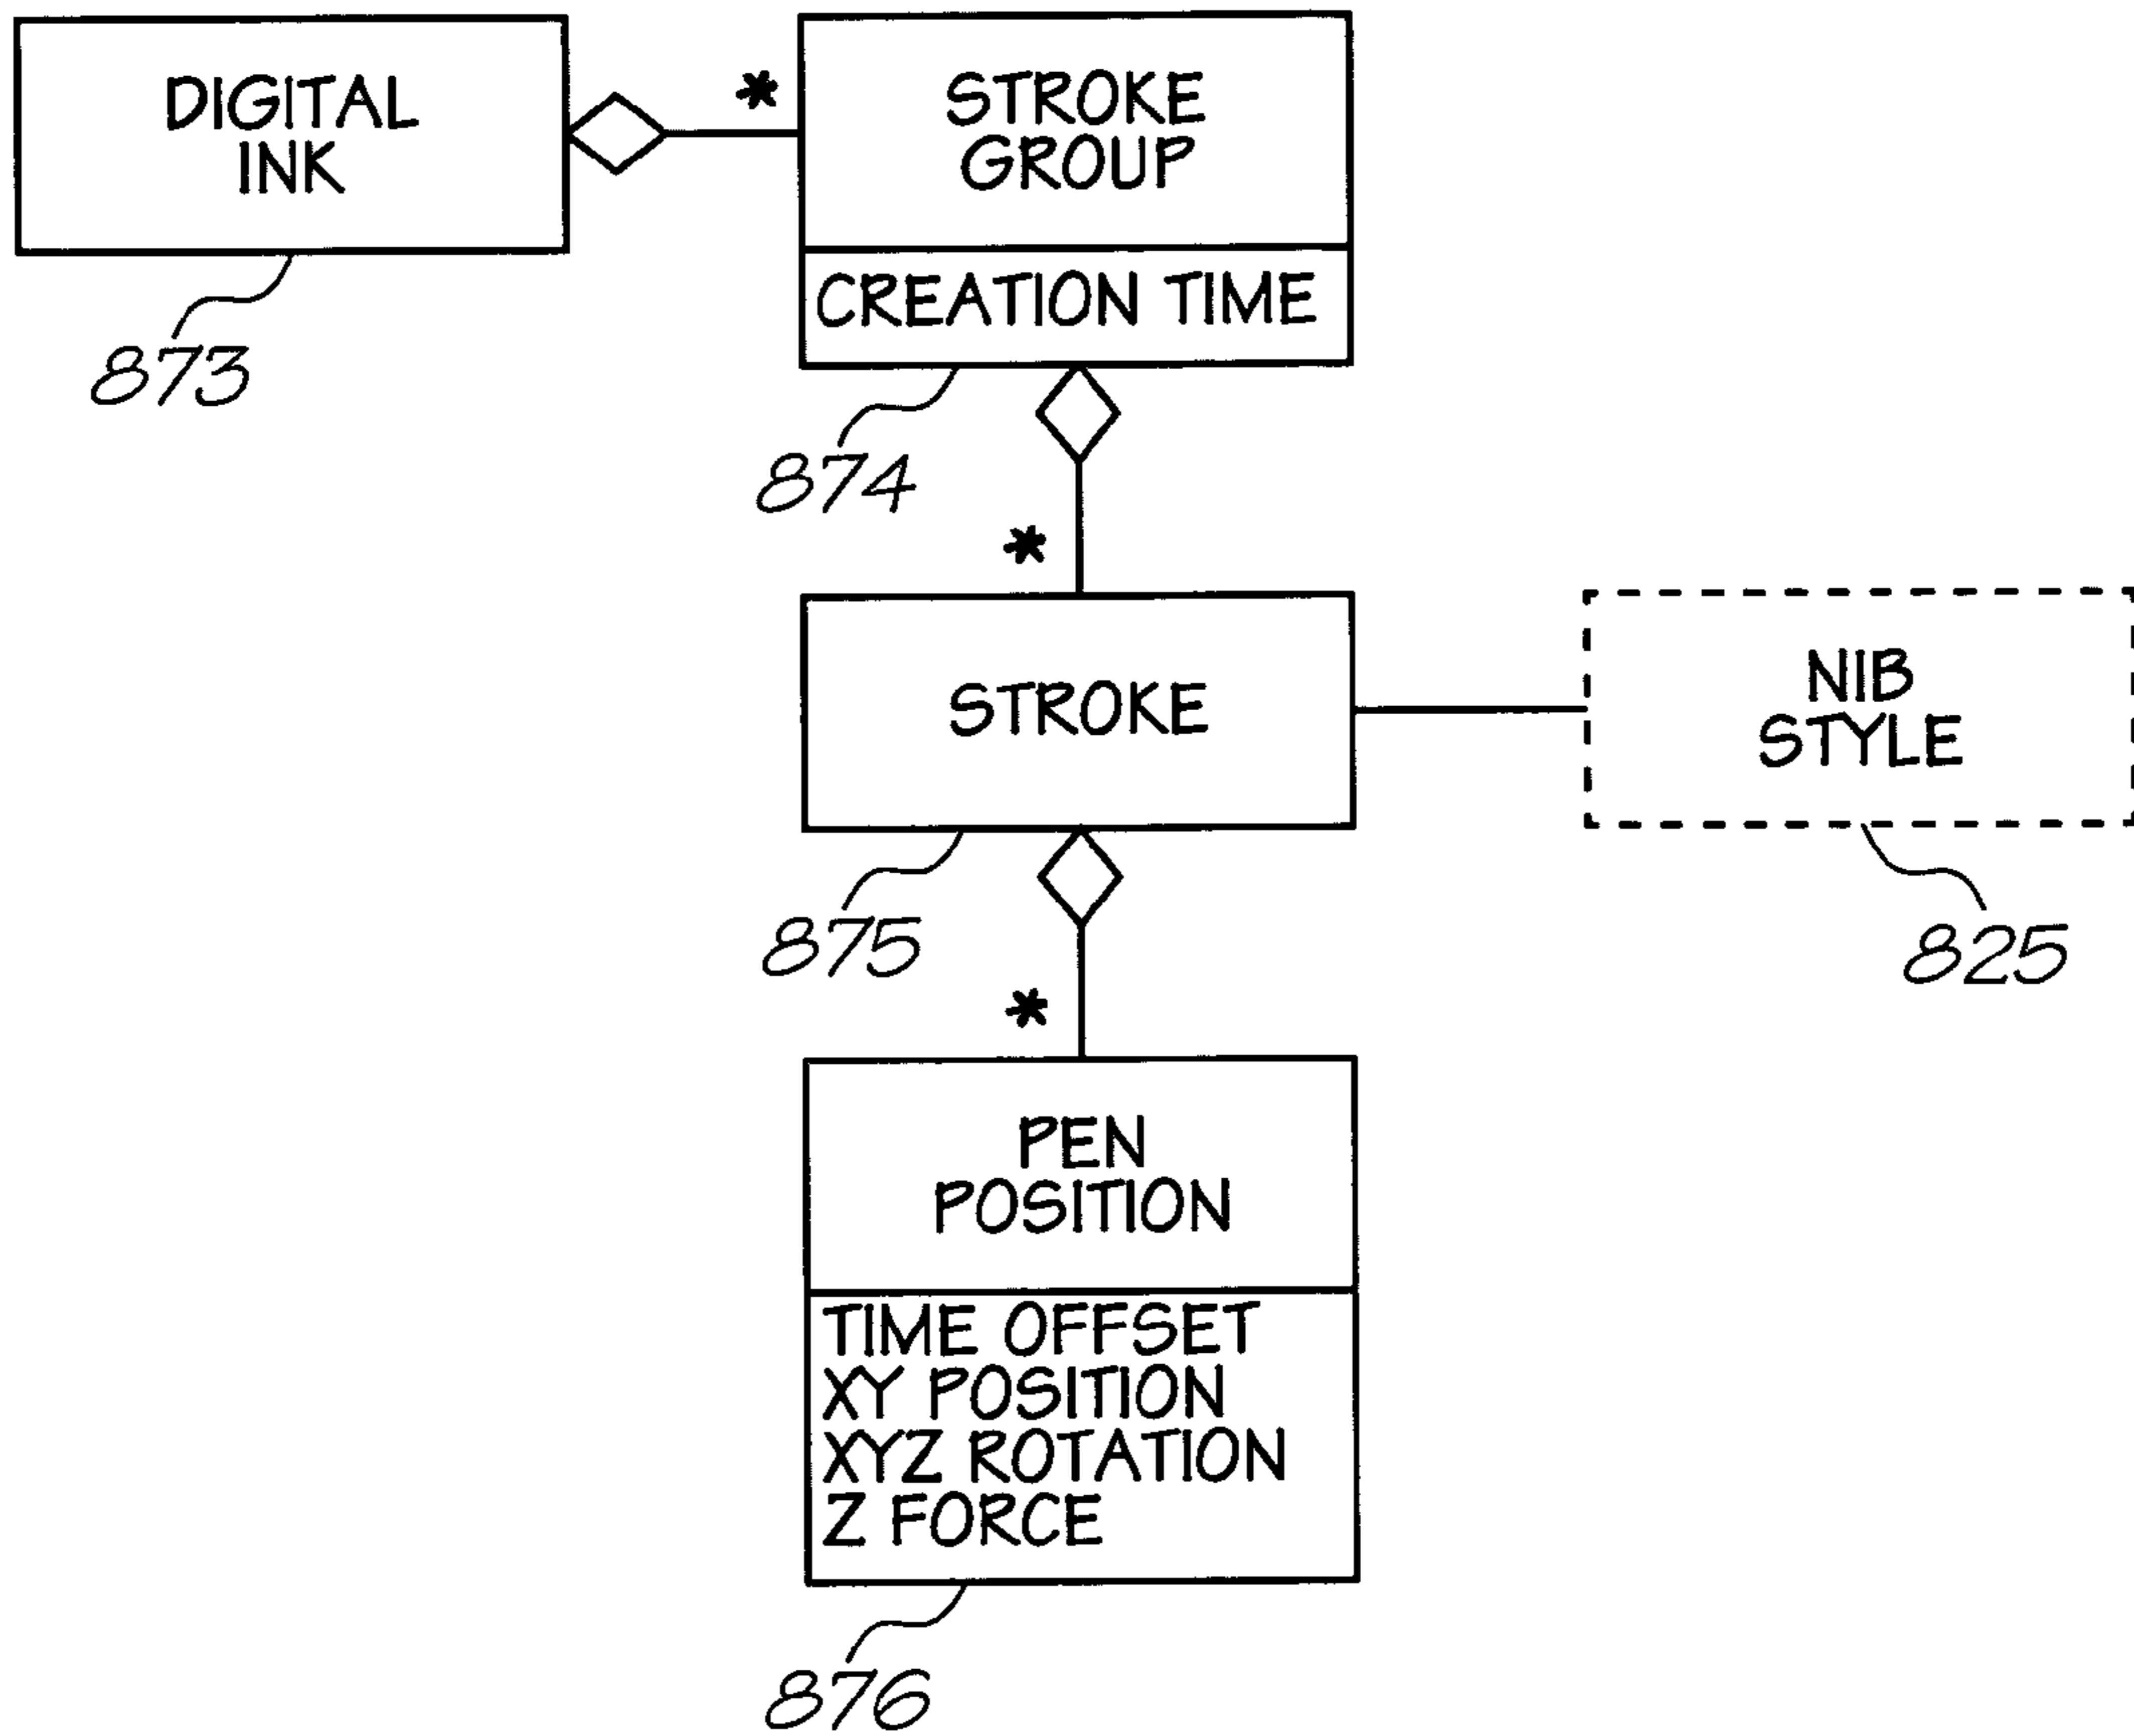 DIGITAL
INK
*
STROKE
GROUP
CREATION TIME
873
874
*
STROKE
NIB
STYLE
875
825
*
PEN
POSITION
TIME OFFSET
XY POSITION
XYZ ROTATION
Z FORCE
876